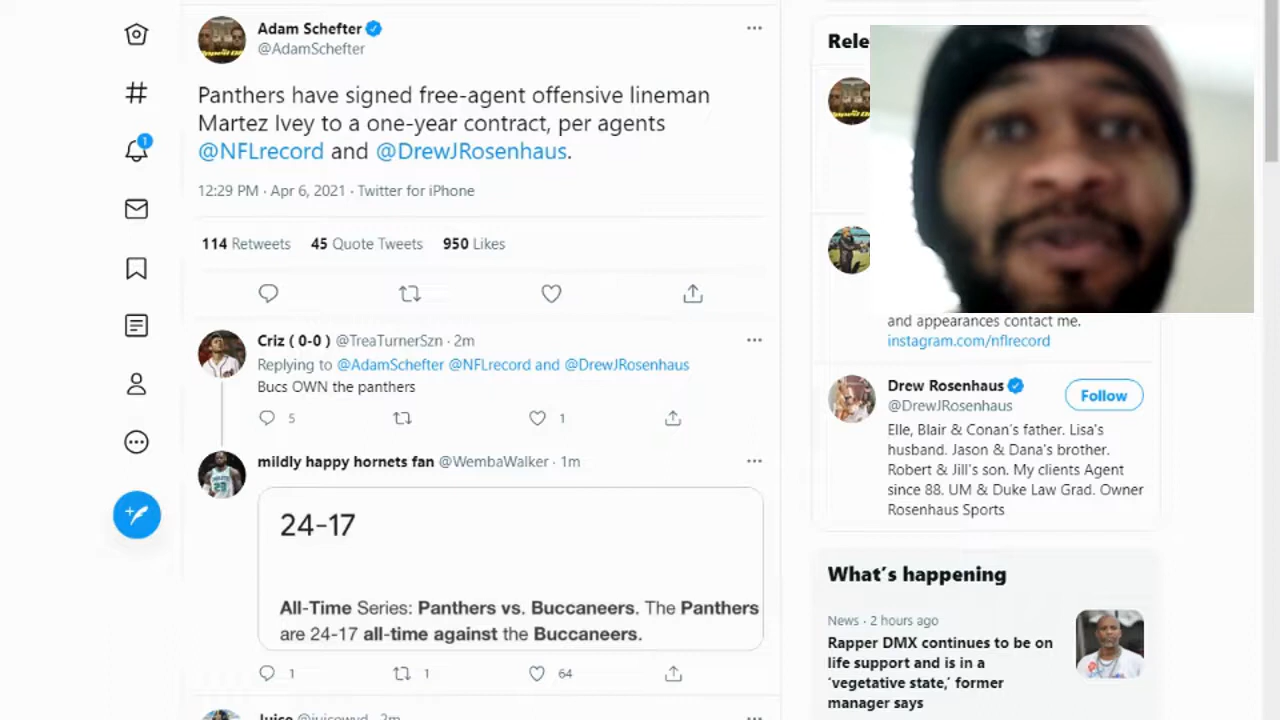 Adam Schefter
@AdamSchefter
Panthers have signed free-agent offensive lineman
Martez Ivey to a one-year contract, per agents
@NFLrecord and @DrewJRosenhaus.
12:29 PM · Apr 6, 2021 · Twitter for iPhone
114 Retweets 45 Quote Tweets 950 Likes
Criz ( 0-0 ) @TreaTurnerSzn · 2m
Replying to @AdamSchefter @NFLrecord and @DrewJRosenhaus
Bucs OWN the panthers
5 1
mildly happy hornets fan @WembaWalker · 1m
24-17
All-Time Series: Panthers vs. Buccaneers. The Panthers
are 24-17 all-time against the Buccaneers.
1 1 64
Juice @juicewyd · 2m
1
Rele
and appearances contact me.
instagram.com/nflrecord
Drew Rosenhaus
@DrewJRosenhaus
Follow
Elle, Blair & Conan's father. Lisa's
husband. Jason & Dana's brother.
Robert & Jill's son. My clients Agent
since 88. UM & Duke Law Grad. Owner
Rosenhaus Sports
What's happening
News · 2 hours ago
Rapper DMX continues to be on
life support and is in a
'vegetative state,' former
manager says